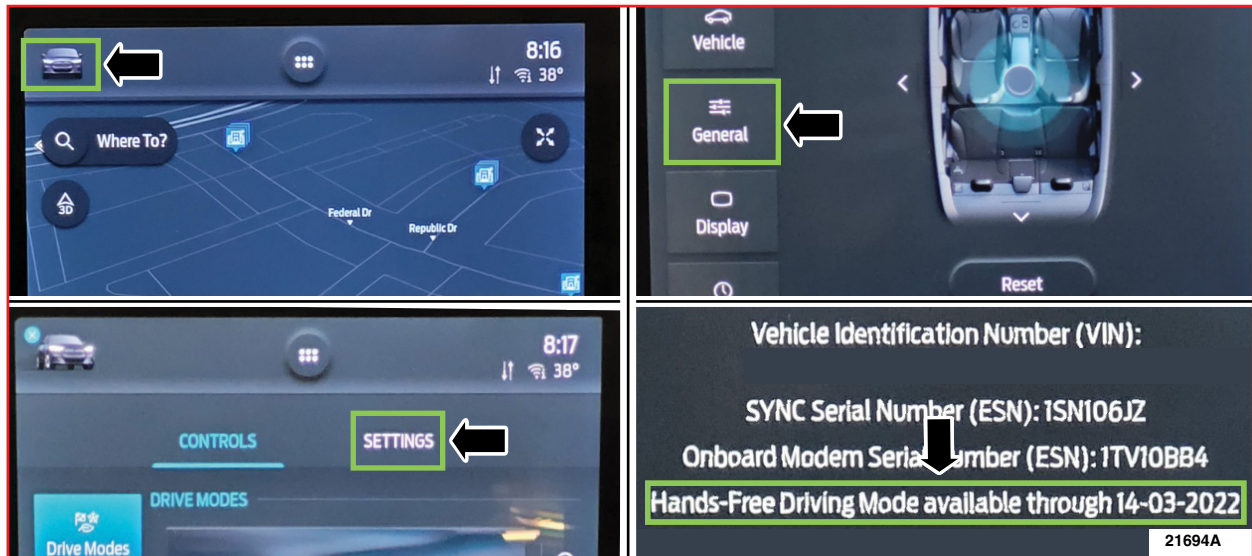 8:16
38°
Where To?
3D
Federal Dr
Republic Dr
Vehicle
General
Display
Reset
8:17
38°
CONTROLS
SETTINGS
DRIVE MODES
Drive Modes
Vehicle Identification Number (VIN):
SYNC Serial Number (ESN): 1SN106JZ
Onboard Modem Serial Number (ESN): 1TV10BB4
Hands-Free Driving Mode available through 14-03-2022
21694A